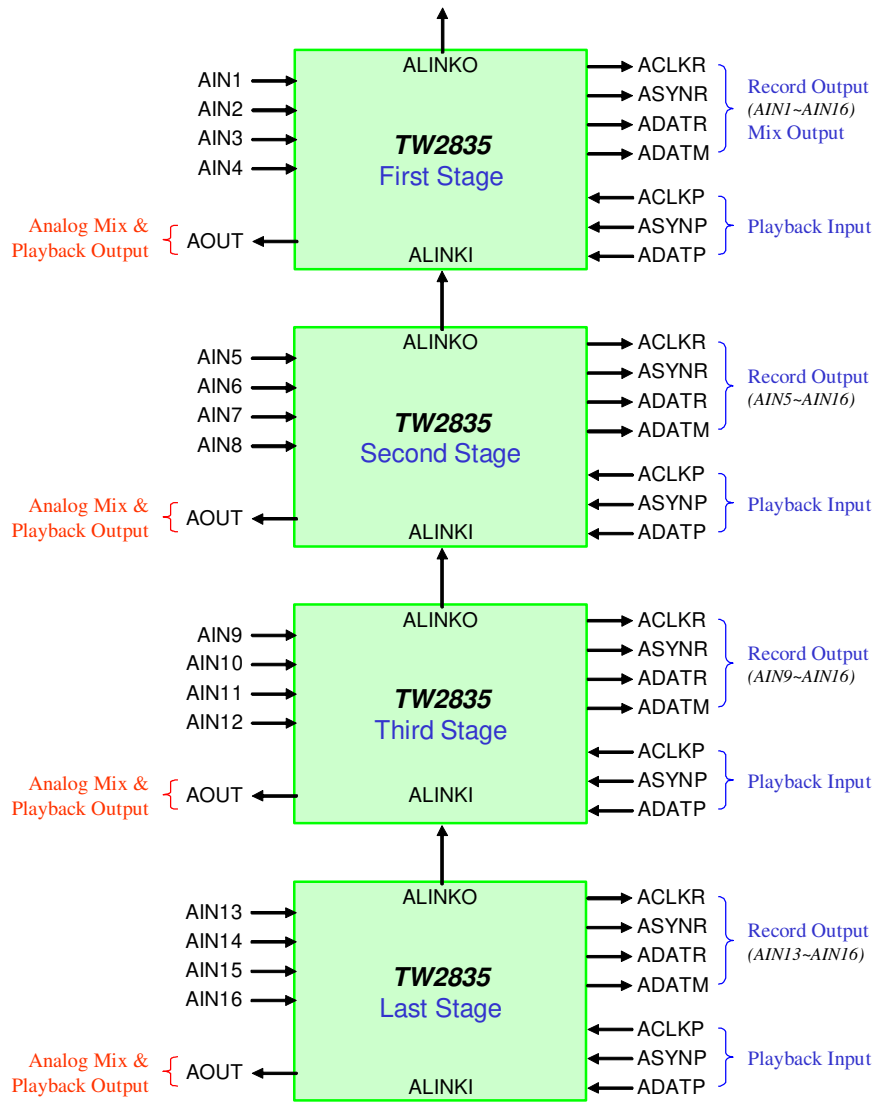 ALINKO
AIN1
AIN2
AIN3
AIN4
TW2835
First Stage
Analog Mix &
Playback Output
AOUT
ALINKI
ACLKR
ASYNR
ADATR
ADATM
Record Output
(AIN1~AIN16)
Mix Output
ACLKP
ASYNP
ADATP
Playback Input
ALINKO
AIN5
AIN6
AIN7
AIN8
TW2835
Second Stage
Analog Mix &
Playback Output
AOUT
ALINKI
ACLKR
ASYNR
ADATR
ADATM
Record Output
(AIN5~AIN16)
ACLKP
ASYNP
ADATP
Playback Input
ALINKO
AIN9
AIN10
AIN11
AIN12
TW2835
Third Stage
Analog Mix &
Playback Output
AOUT
ALINKI
ACLKR
ASYNR
ADATR
ADATM
Record Output
(AIN9~AIN16)
ACLKP
ASYNP
ADATP
Playback Input
ALINKO
AIN13
AIN14
AIN15
AIN16
TW2835
Last Stage
Analog Mix &
Playback Output
AOUT
ALINKI
ACLKR
ASYNR
ADATR
ADATM
Record Output
(AIN13~AIN16)
ACLKP
ASYNP
ADATP
Playback Input